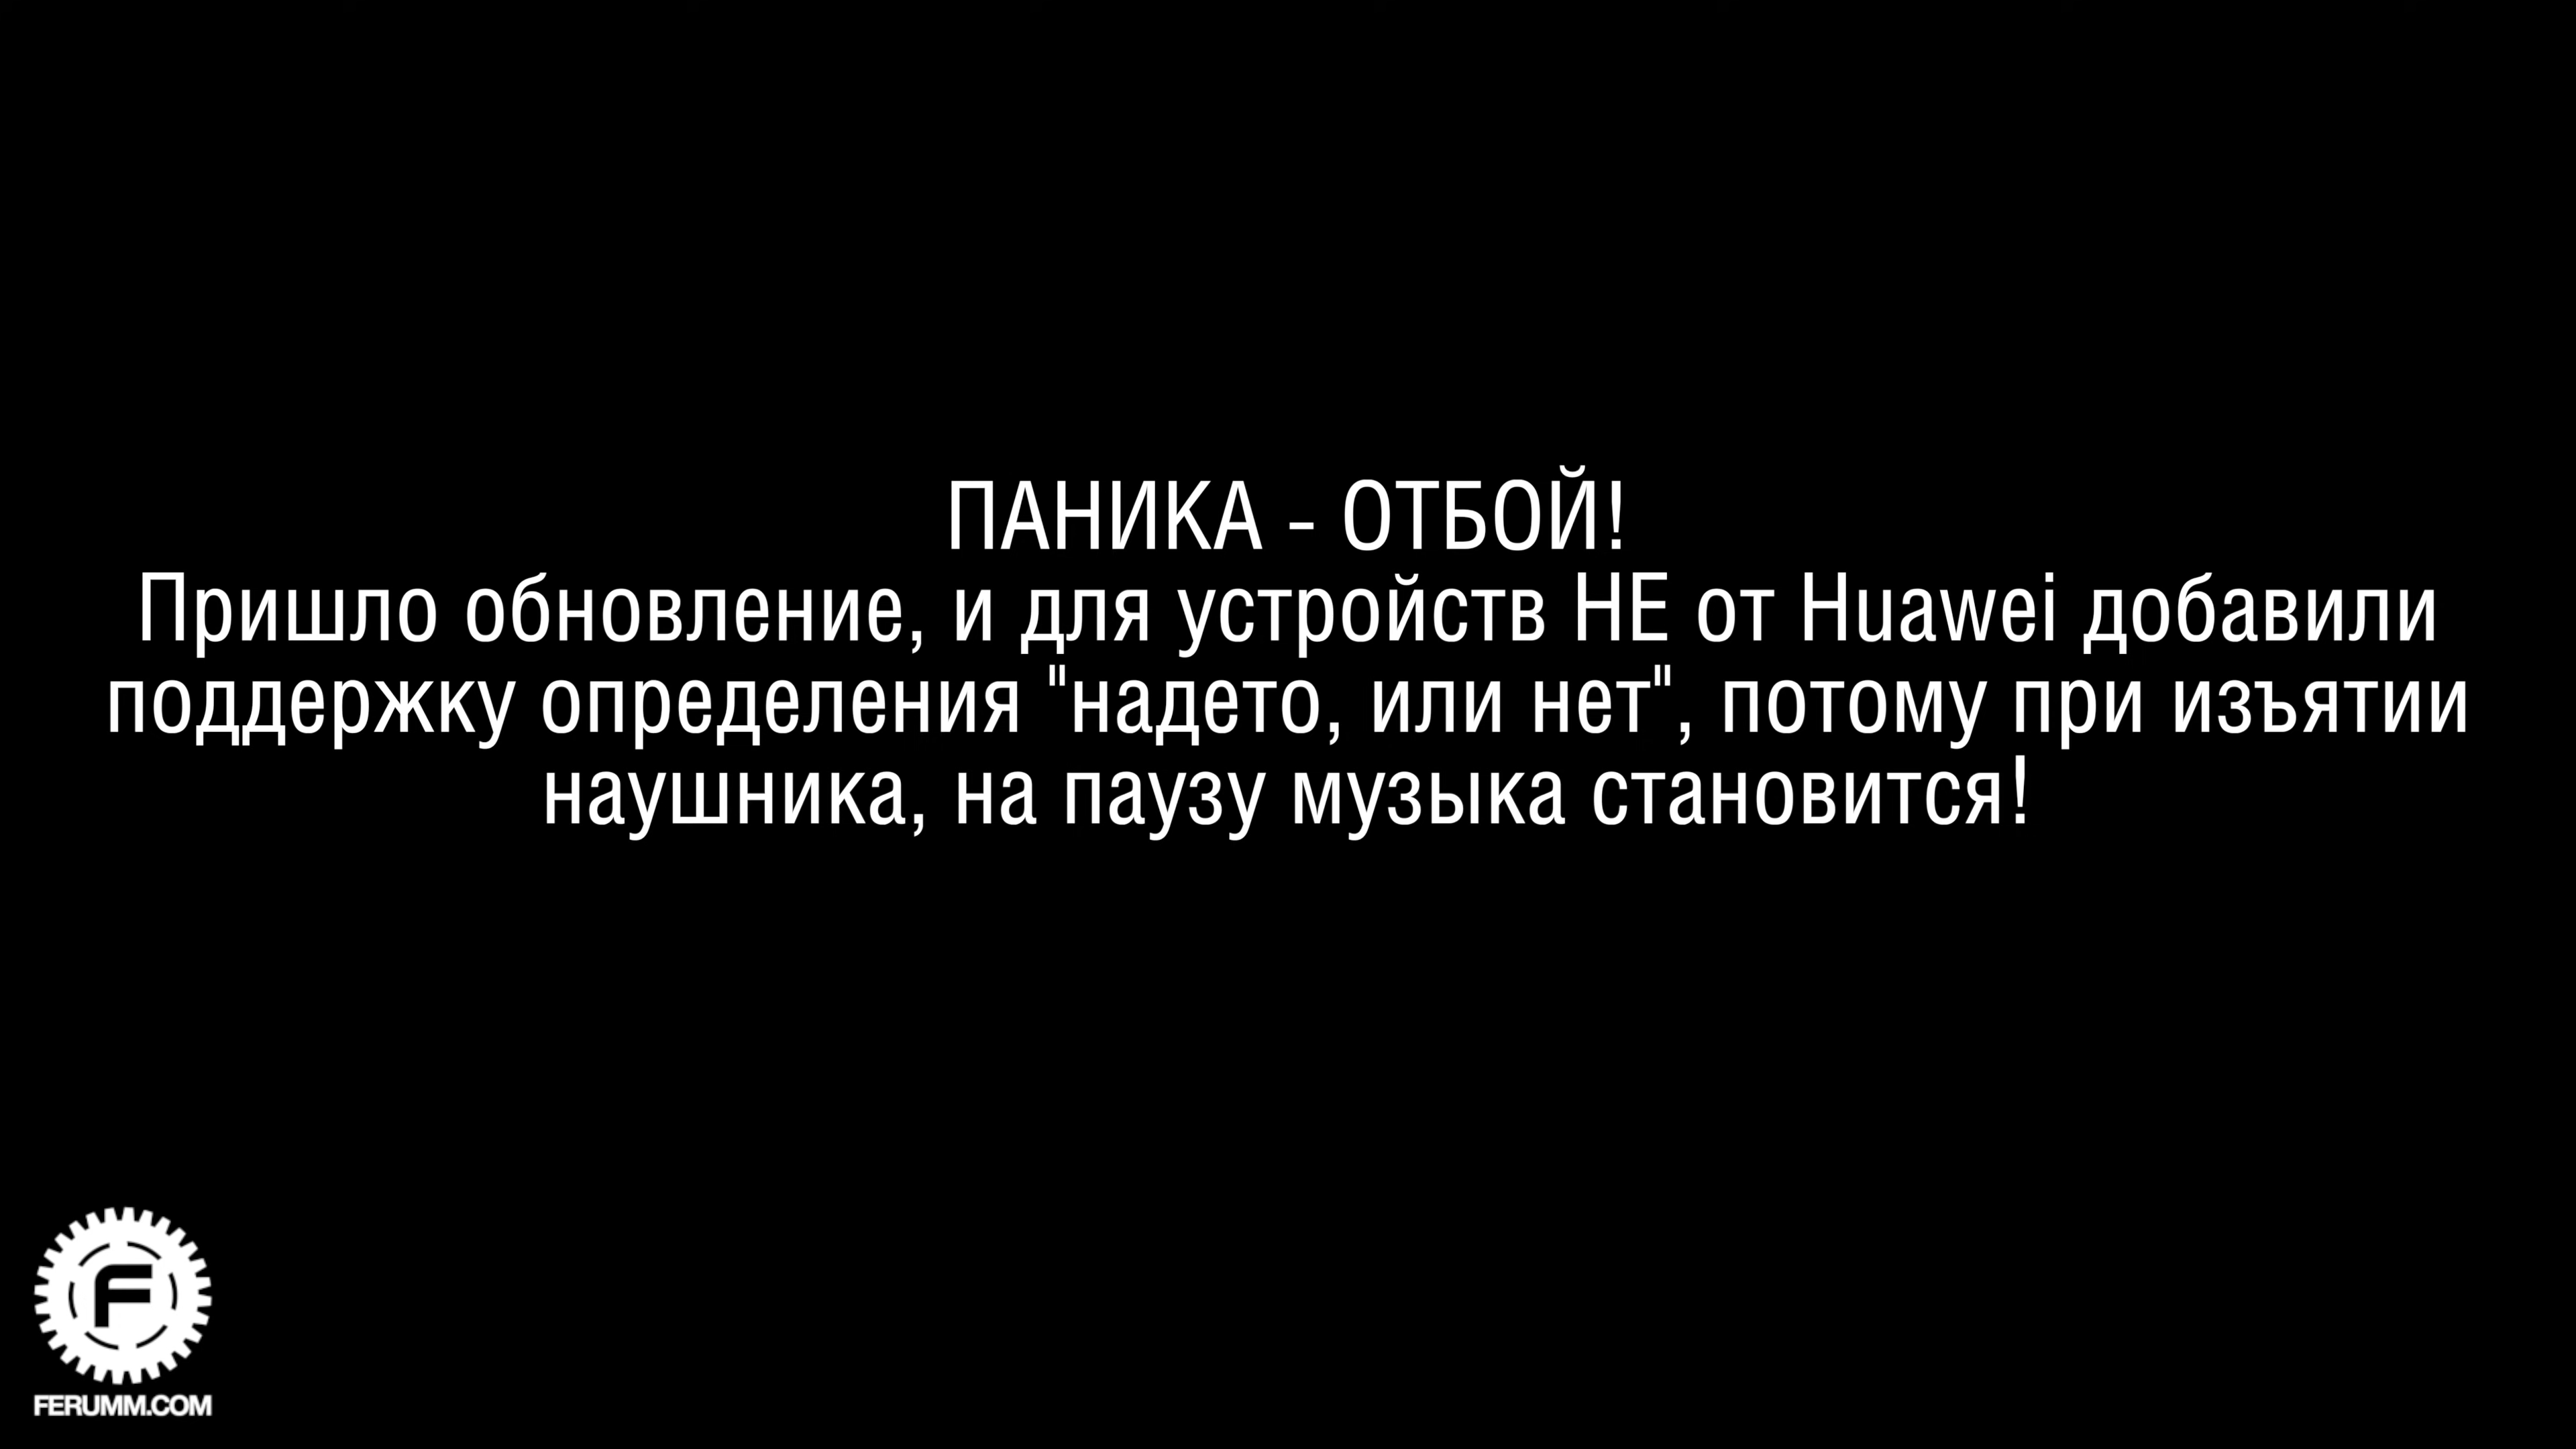 ПАНИКА - ОТБОЙ!
Пришло обновление, и для устройств НЕ от Huawei добавили
поддержку определения "надето, или нет", потому при изъятии
наушника, на паузу музыка становится!
F
FERUMM.COM